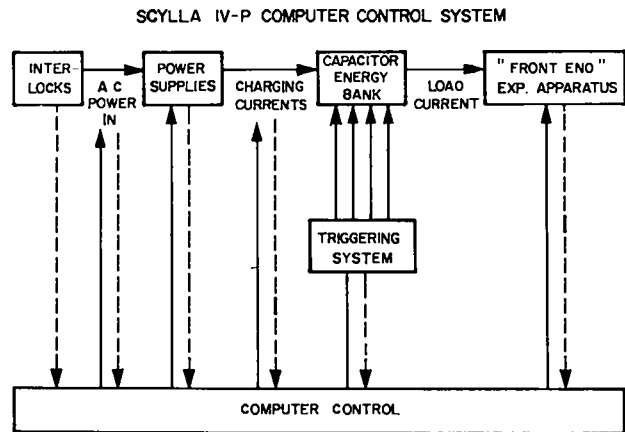 SCYLLA IV-P COMPUTER CONTROL SYSTEM
INTER-
LOCKS
A C
POWER
IN
POWER
SUPPLIES
CHARGING
CURRENTS
CAPACITOR
ENERGY
BANK
LOAO
CURRENT
"FRONT ENO"
EXP. APPARATUS
TRIGGERING
SYSTEM
COMPUTER CONTROL